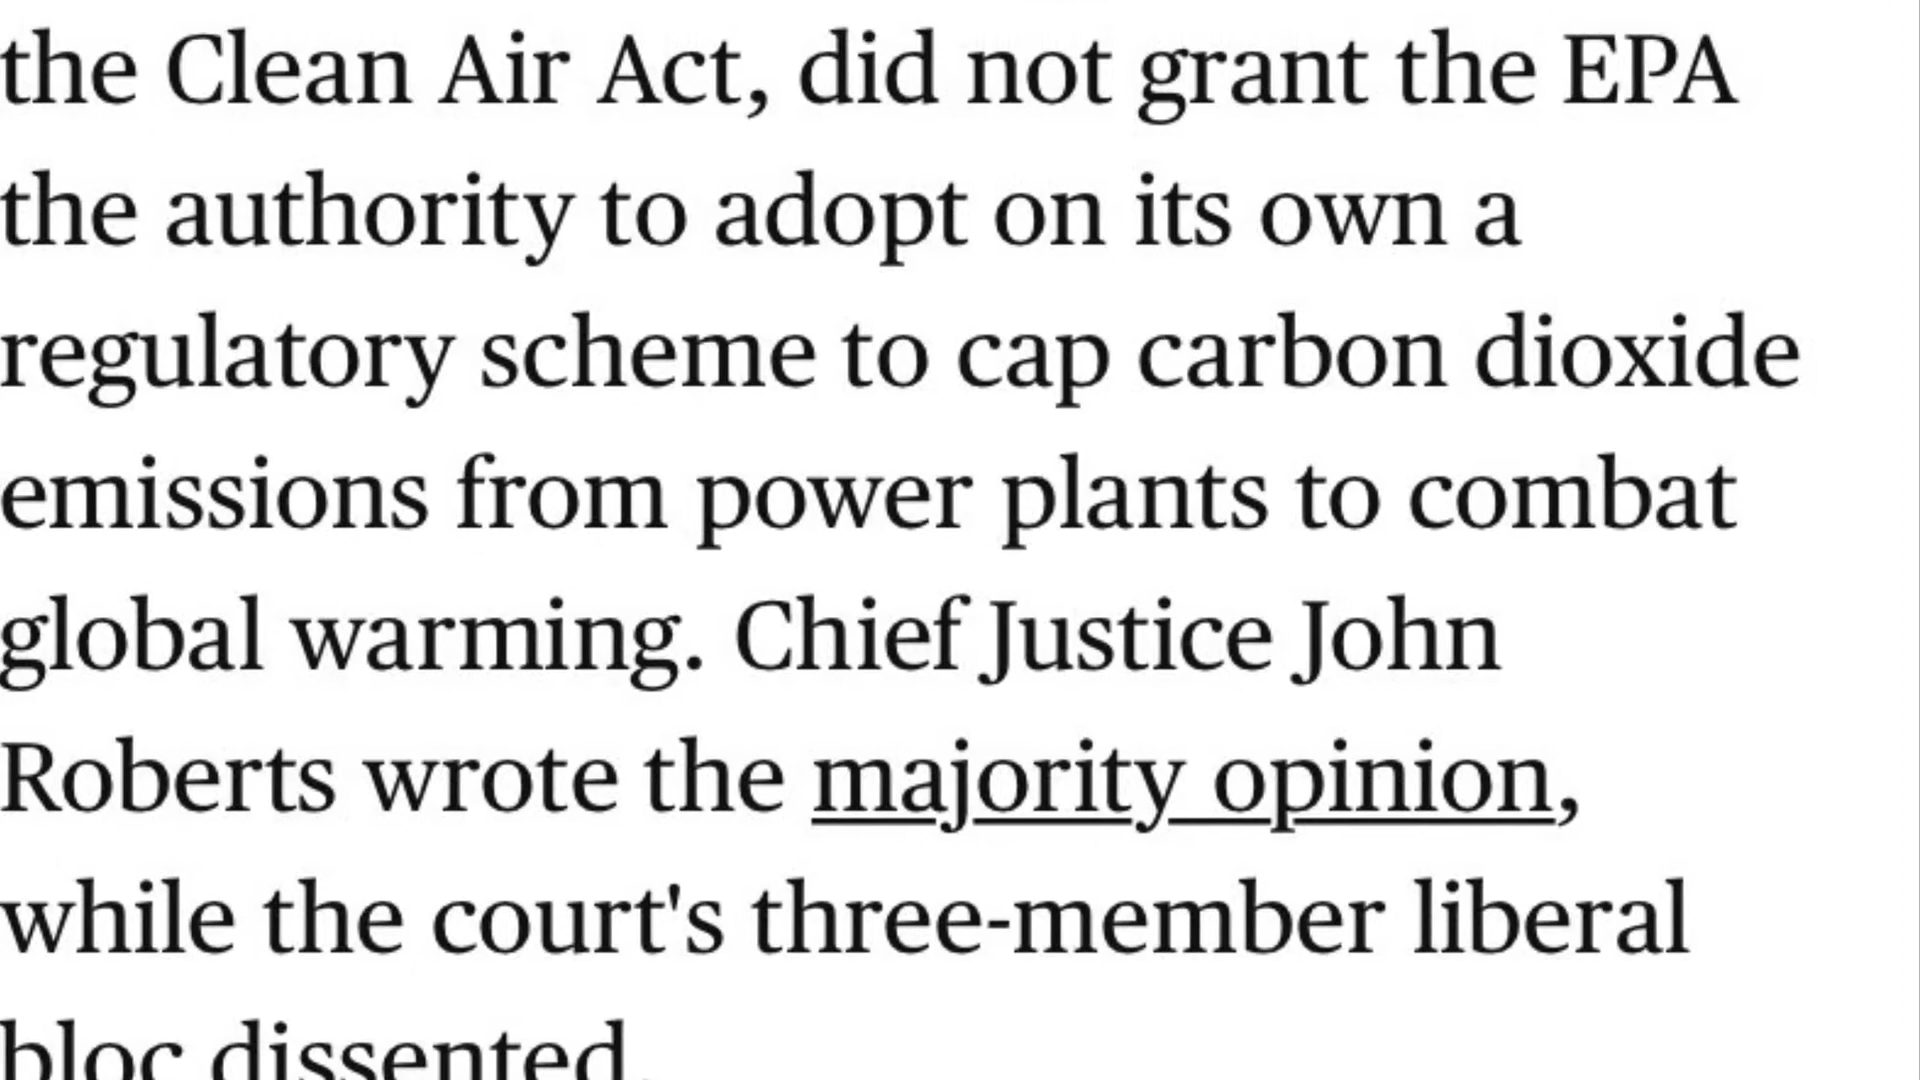 the Clean Air Act, did not grant the EPA
the authority to adopt on its own a
regulatory scheme to cap carbon dioxide
emissions from power plants to combat
global warming. Chief Justice John
Roberts wrote the majority opinion,
while the court's three-member liberal
bloc dissented.